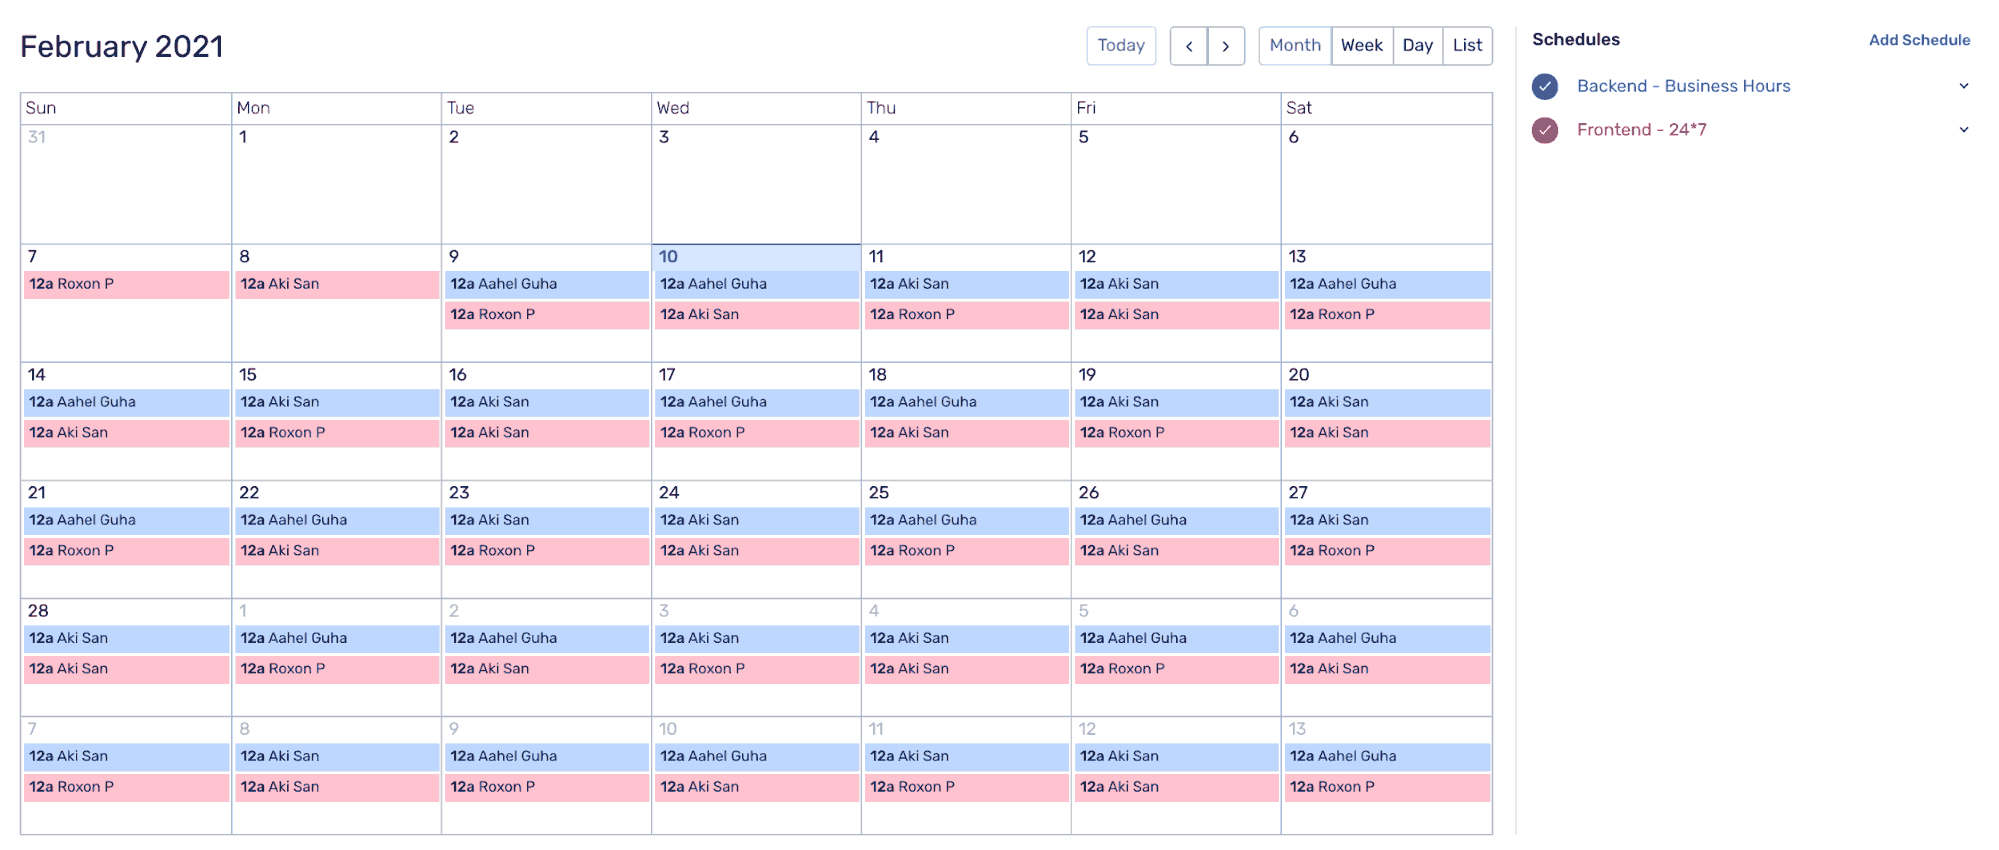 February 2021
Today < > Month Week Day List
Sun Mon Tue Wed Thu Fri Sat
31 1 2 3 4 5 6
7 8 9 10 11 12 13
12a Roxon P 12a Aki San 12a Aahel Guha 12a Aahel Guha 12a Aki San 12a Aki San 12a Aahel Guha
12a Roxon P 12a Aki San 12a Roxon P 12a Aki San 12a Roxon P
14 15 16 17 18 19 20
12a Aahel Guha 12a Aki San 12a Aki San 12a Aahel Guha 12a Aahel Guha 12a Aki San 12a Aki San
12a Aki San 12a Roxon P 12a Aki San 12a Roxon P 12a Aki San 12a Roxon P 12a Aki San
21 22 23 24 25 26 27
12a Aahel Guha 12a Aahel Guha 12a Aki San 12a Aki San 12a Aahel Guha 12a Aahel Guha 12a Aki San
12a Roxon P 12a Aki San 12a Roxon P 12a Aki San 12a Roxon P 12a Aki San 12a Roxon P
28 1 2 3 4 5 6
12a Aki San 12a Aahel Guha 12a Aahel Guha 12a Aki San 12a Aki San 12a Aahel Guha 12a Aahel Guha
12a Aki San 12a Roxon P 12a Aki San 12a Roxon P 12a Aki San 12a Roxon P 12a Aki San
7 8 9 10 11 12 13
12a Aki San 12a Aki San 12a Aahel Guha 12a Aahel Guha 12a Aki San 12a Aki San 12a Aahel Guha
12a Roxon P 12a Aki San 12a Roxon P 12a Aki San 12a Roxon P 12a Aki San 12a Roxon P
Schedules Add Schedule
Backend - Business Hours
Frontend - 24*7